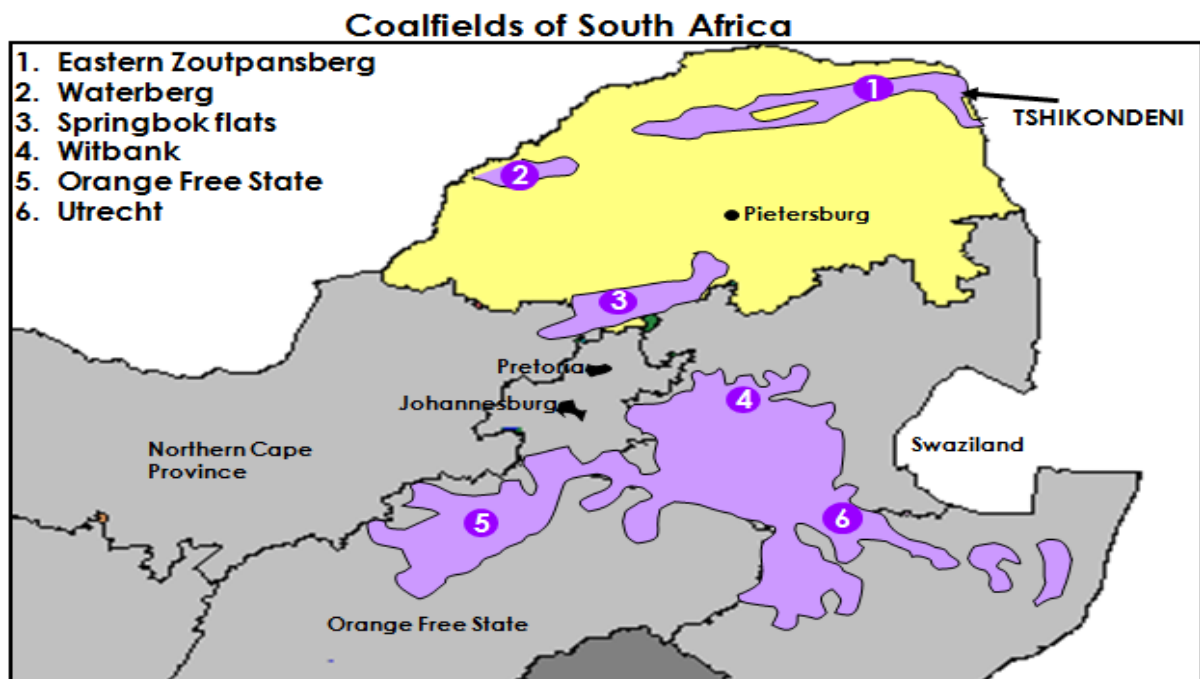 Coalfields of South Africa
1. Eastern Zoutpansberg
2. Waterberg
3. Springbok flats
4. Witbank
5. Orange Free State
6. Utrecht
1
TSHIKONDENI
2
Pietersburg
3
Pretoria
Johannesburg
4
Northern Cape
Province
Swaziland
5
6
Orange Free State